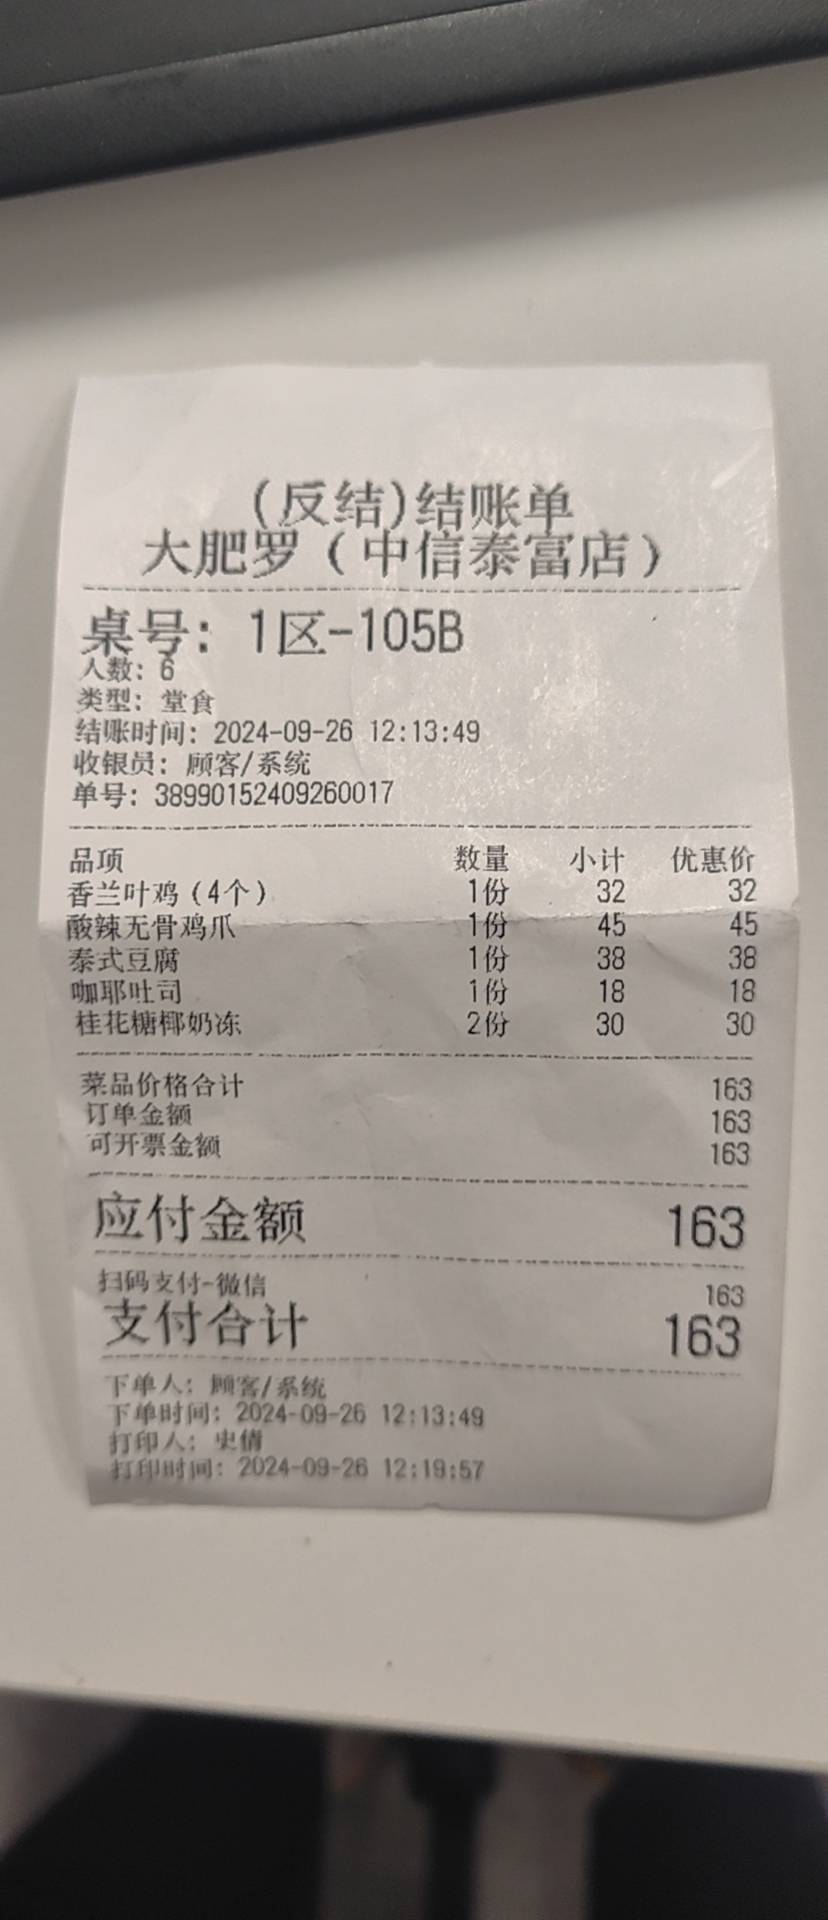 (反结)结账单
大肥罗（中信泰富店）
桌号：1区-105B
人数：6
类型：堂食
结账时间：2024-09-26 12:13:49
收银员：顾客/系统
单号：38990152409260017
品项 数量 小计 优惠价
香兰叶鸡（4个） 1份 32 32
酸辣无骨鸡爪 1份 45 45
泰式豆腐 1份 38 38
咖耶吐司 1份 18 18
桂花糖椰奶冻 2份 30 30
菜品价格合计 163
订单金额 163
可开票金额 163
应付金额 163
扫码支付-微信 163
支付合计 163
下单人：顾客/系统
下单时间：2024-09-26 12:13:49
打印人：史倩
打印时间：2024-09-26 12:19:57